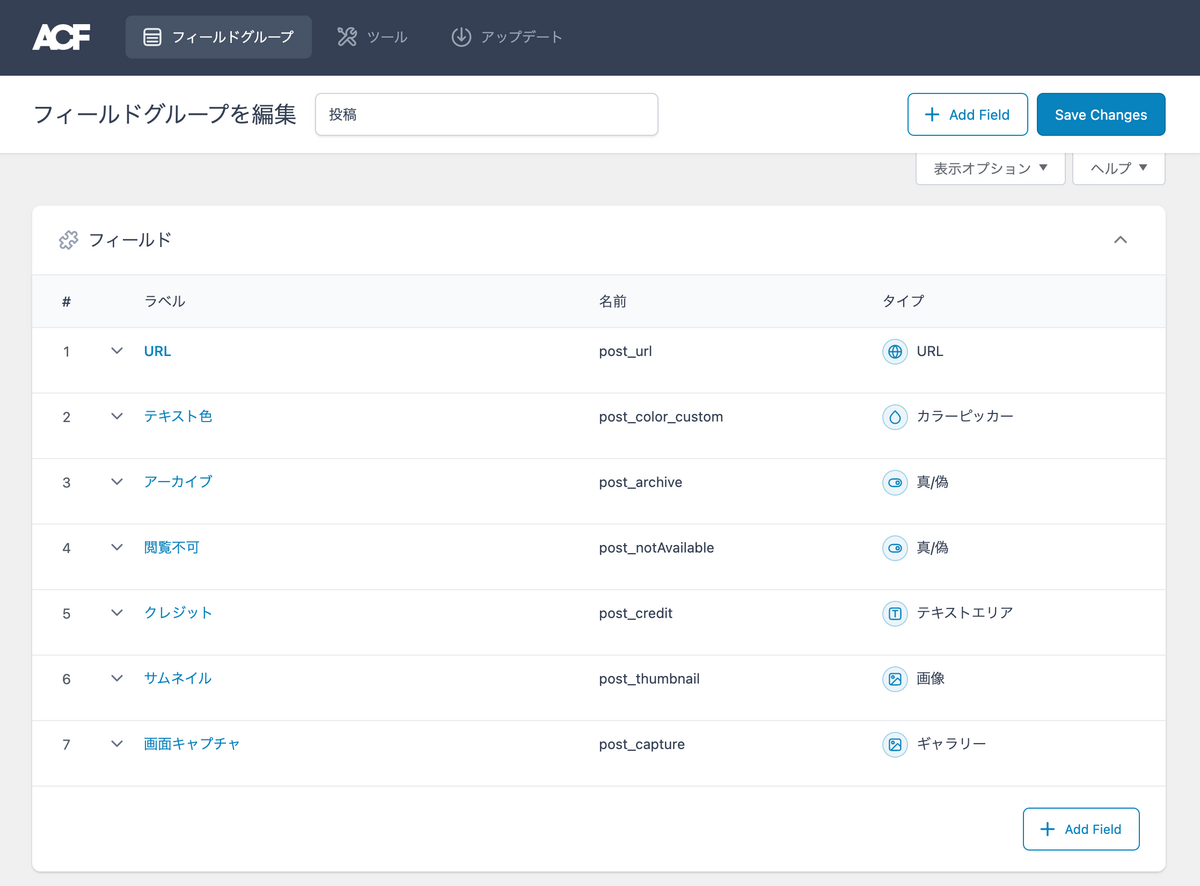 ACF フィールドグループ ツール アップデート
フィールドグループを編集 投稿 + Add Field Save Changes
表示オプション ▼ ヘルプ ▼
フィールド
# ラベル 名前 タイプ
1 URL post_url URL
2 テキスト色 post_color_custom カラーピッカー
3 アーカイブ post_archive 真/偽
4 閲覧不可 post_notAvailable 真/偽
5 クレジット post_credit テキストエリア
6 サムネイル post_thumbnail 画像
7 画面キャプチャ post_capture ギャラリー
+ Add Field